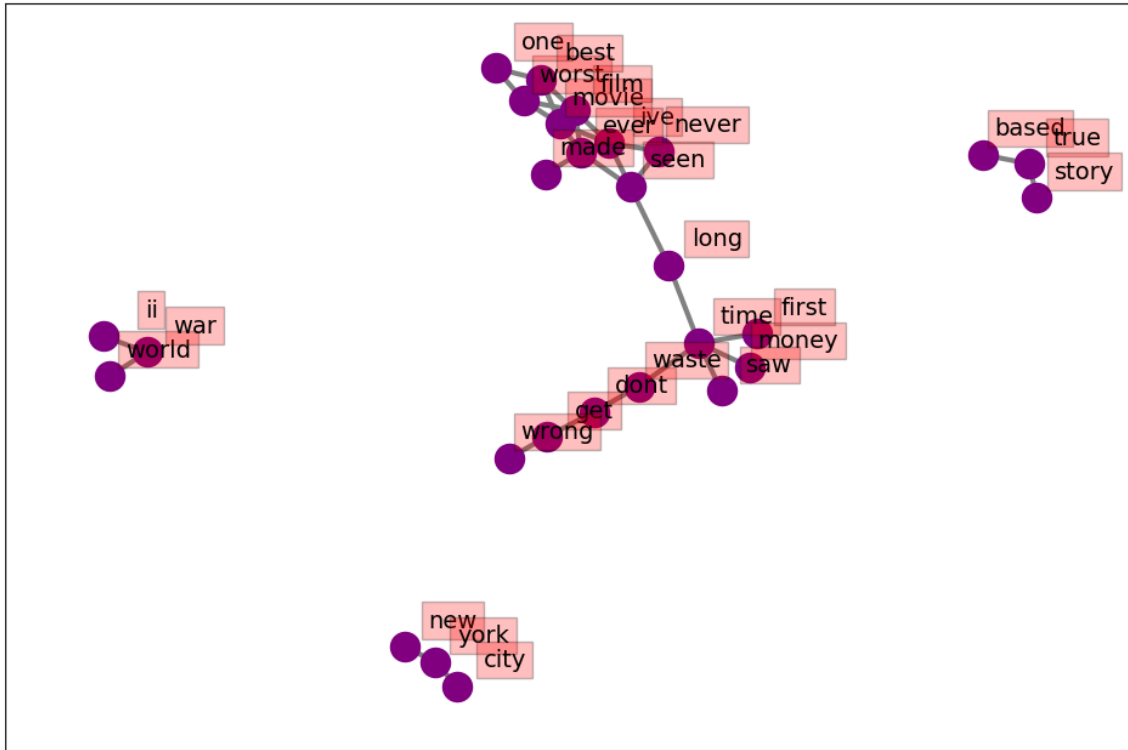 one
best
worst
film
movie
ive
ever
never
made
seen
based
true
story
long
ii
war
world
time
first
money
waste
saw
dont
get
wrong
new
york
city